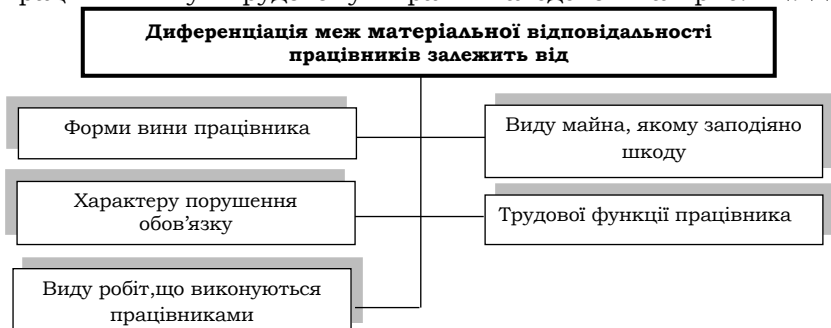 Диференціація меж матеріальної відповідальності
працівників залежить від
Форми вини працівника
Виду майна, якому заподіяно
шкоду
Характеру порушення
обов’язку
Трудової функції працівника
Виду робіт,що виконуються
працівниками